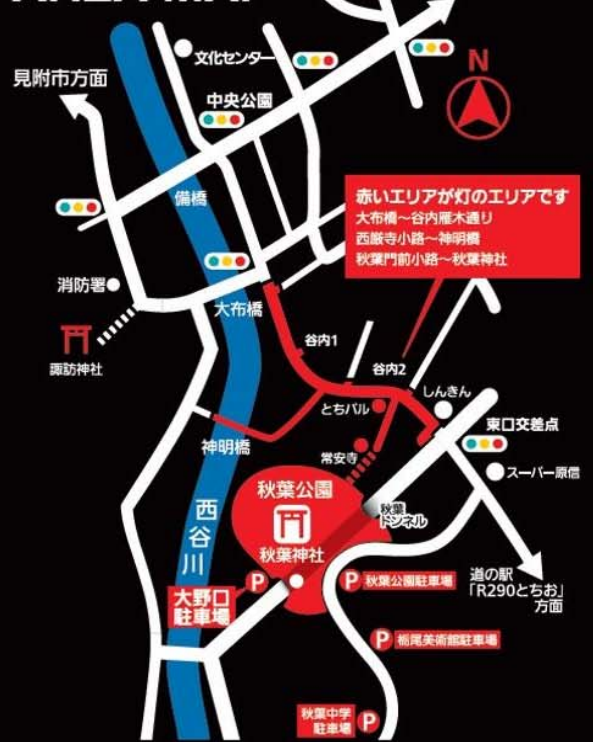 文化センター
見附市方面
N
中央公園
備橋
赤いエリアが灯のエリアです
大布橋〜谷内雁木通り
西厳寺小路〜神明橋
秋葉門前小路〜秋葉神社
消防署
大布橋
諏訪神社
谷内1
谷内2
とちパル
しんきん
東口交差点
神明橋
常安寺
スーパー原信
秋葉公園
秋葉
トンネル
西谷川
秋葉神社
大野口
駐車場
P
P
秋葉公園駐車場
道の駅
「R290とちお」
方面
P
栃尾美術館駐車場
秋葉中学
駐車場
P